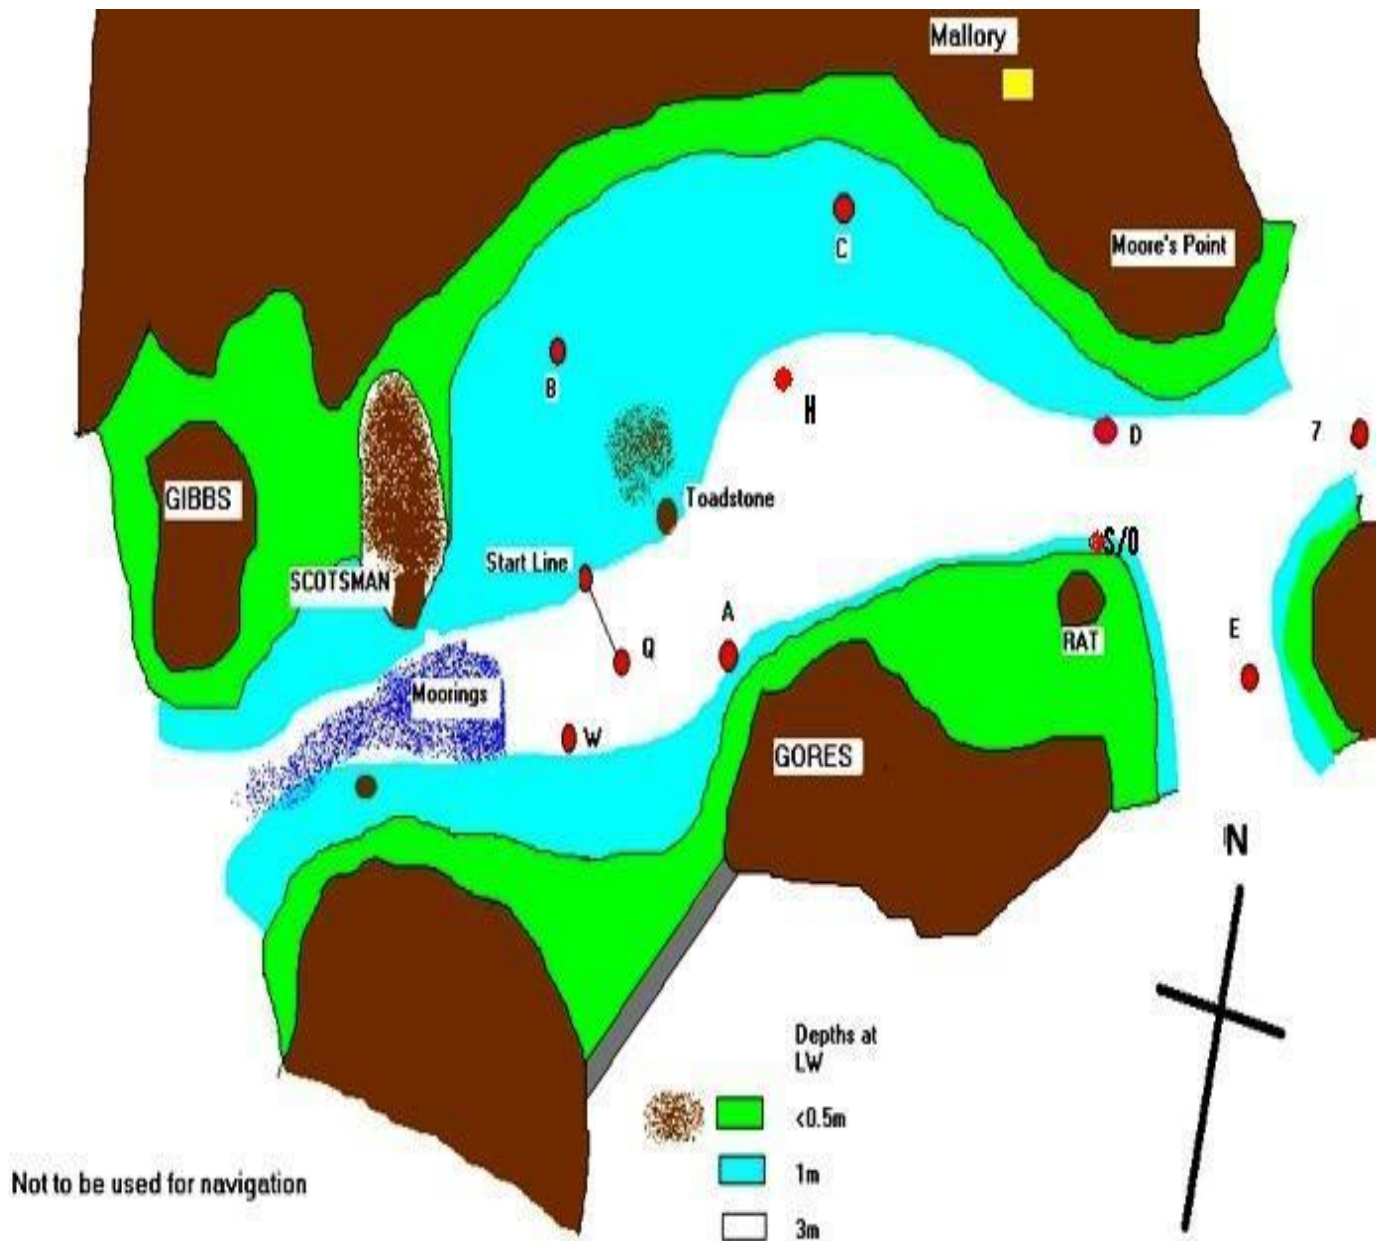 Mallory
C
Moore's Point
B
H
7
D
GIBBS
Toadstone
Start Line
S/O
SCOTSMAN
A
E
RAT
Q
Moorings
W
GORES
N
Depths at
LW
<0.5m
1m
3m
Not to be used for navigation